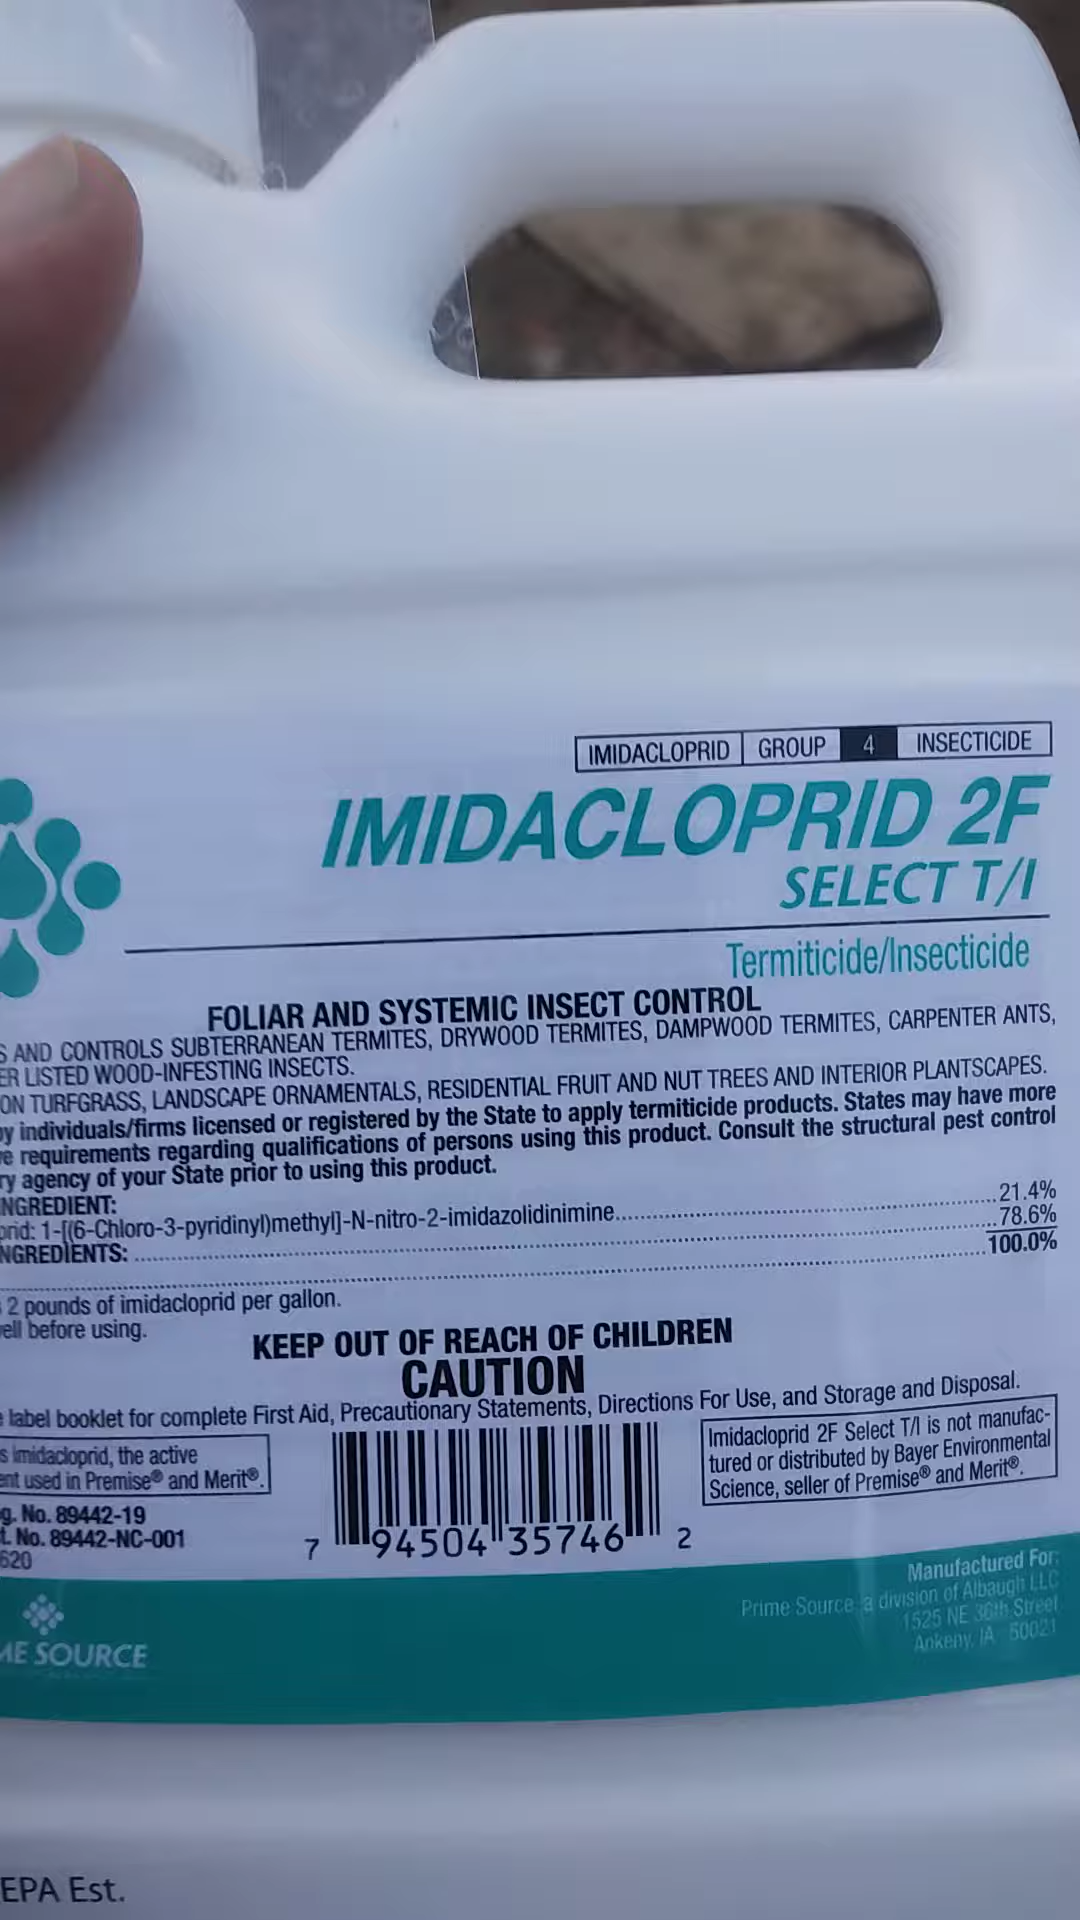 IMIDACLOPRID GROUP 4 INSECTICIDE
IMIDACLOPRID 2F
SELECT T/I
Termiticide/Insecticide
FOLIAR AND SYSTEMIC INSECT CONTROL
S AND CONTROLS SUBTERRANEAN TERMITES, DRYWOOD TERMITES, DAMPWOOD TERMITES, CARPENTER ANTS,
ER LISTED WOOD-INFESTING INSECTS.
ON TURFGRASS, LANDSCAPE ORNAMENTALS, RESIDENTIAL FRUIT AND NUT TREES AND INTERIOR PLANTSCAPES.
by individuals/firms licensed or registered by the State to apply termiticide products. States may have more
e requirements regarding qualifications of persons using this product. Consult the structural pest control
ry agency of your State prior to using this product.
NGREDIENT:
prid: 1-[(6-Chloro-3-pyridinyl)methyl]-N-nitro-2-imidazolidinimine 21.4%
NGREDIENTS: 78.6%
100.0%
2 pounds of imidacloprid per gallon.
ell before using.
KEEP OUT OF REACH OF CHILDREN
CAUTION
e label booklet for complete First Aid, Precautionary Statements, Directions For Use, and Storage and Disposal.
s imidacloprid, the active
ent used in Premise® and Merit®.
Imidacloprid 2F Select T/I is not manufac-
tured or distributed by Bayer Environmental
Science, seller of Premise® and Merit®.
g. No. 89442-19
t. No. 89442-NC-001
620
7 94504 35746 2
ME SOURCE
Manufactured For:
Prime Source, a division of Albaugh LLC
1525 NE 36th Street
Ankeny, IA 50021
EPA Est.